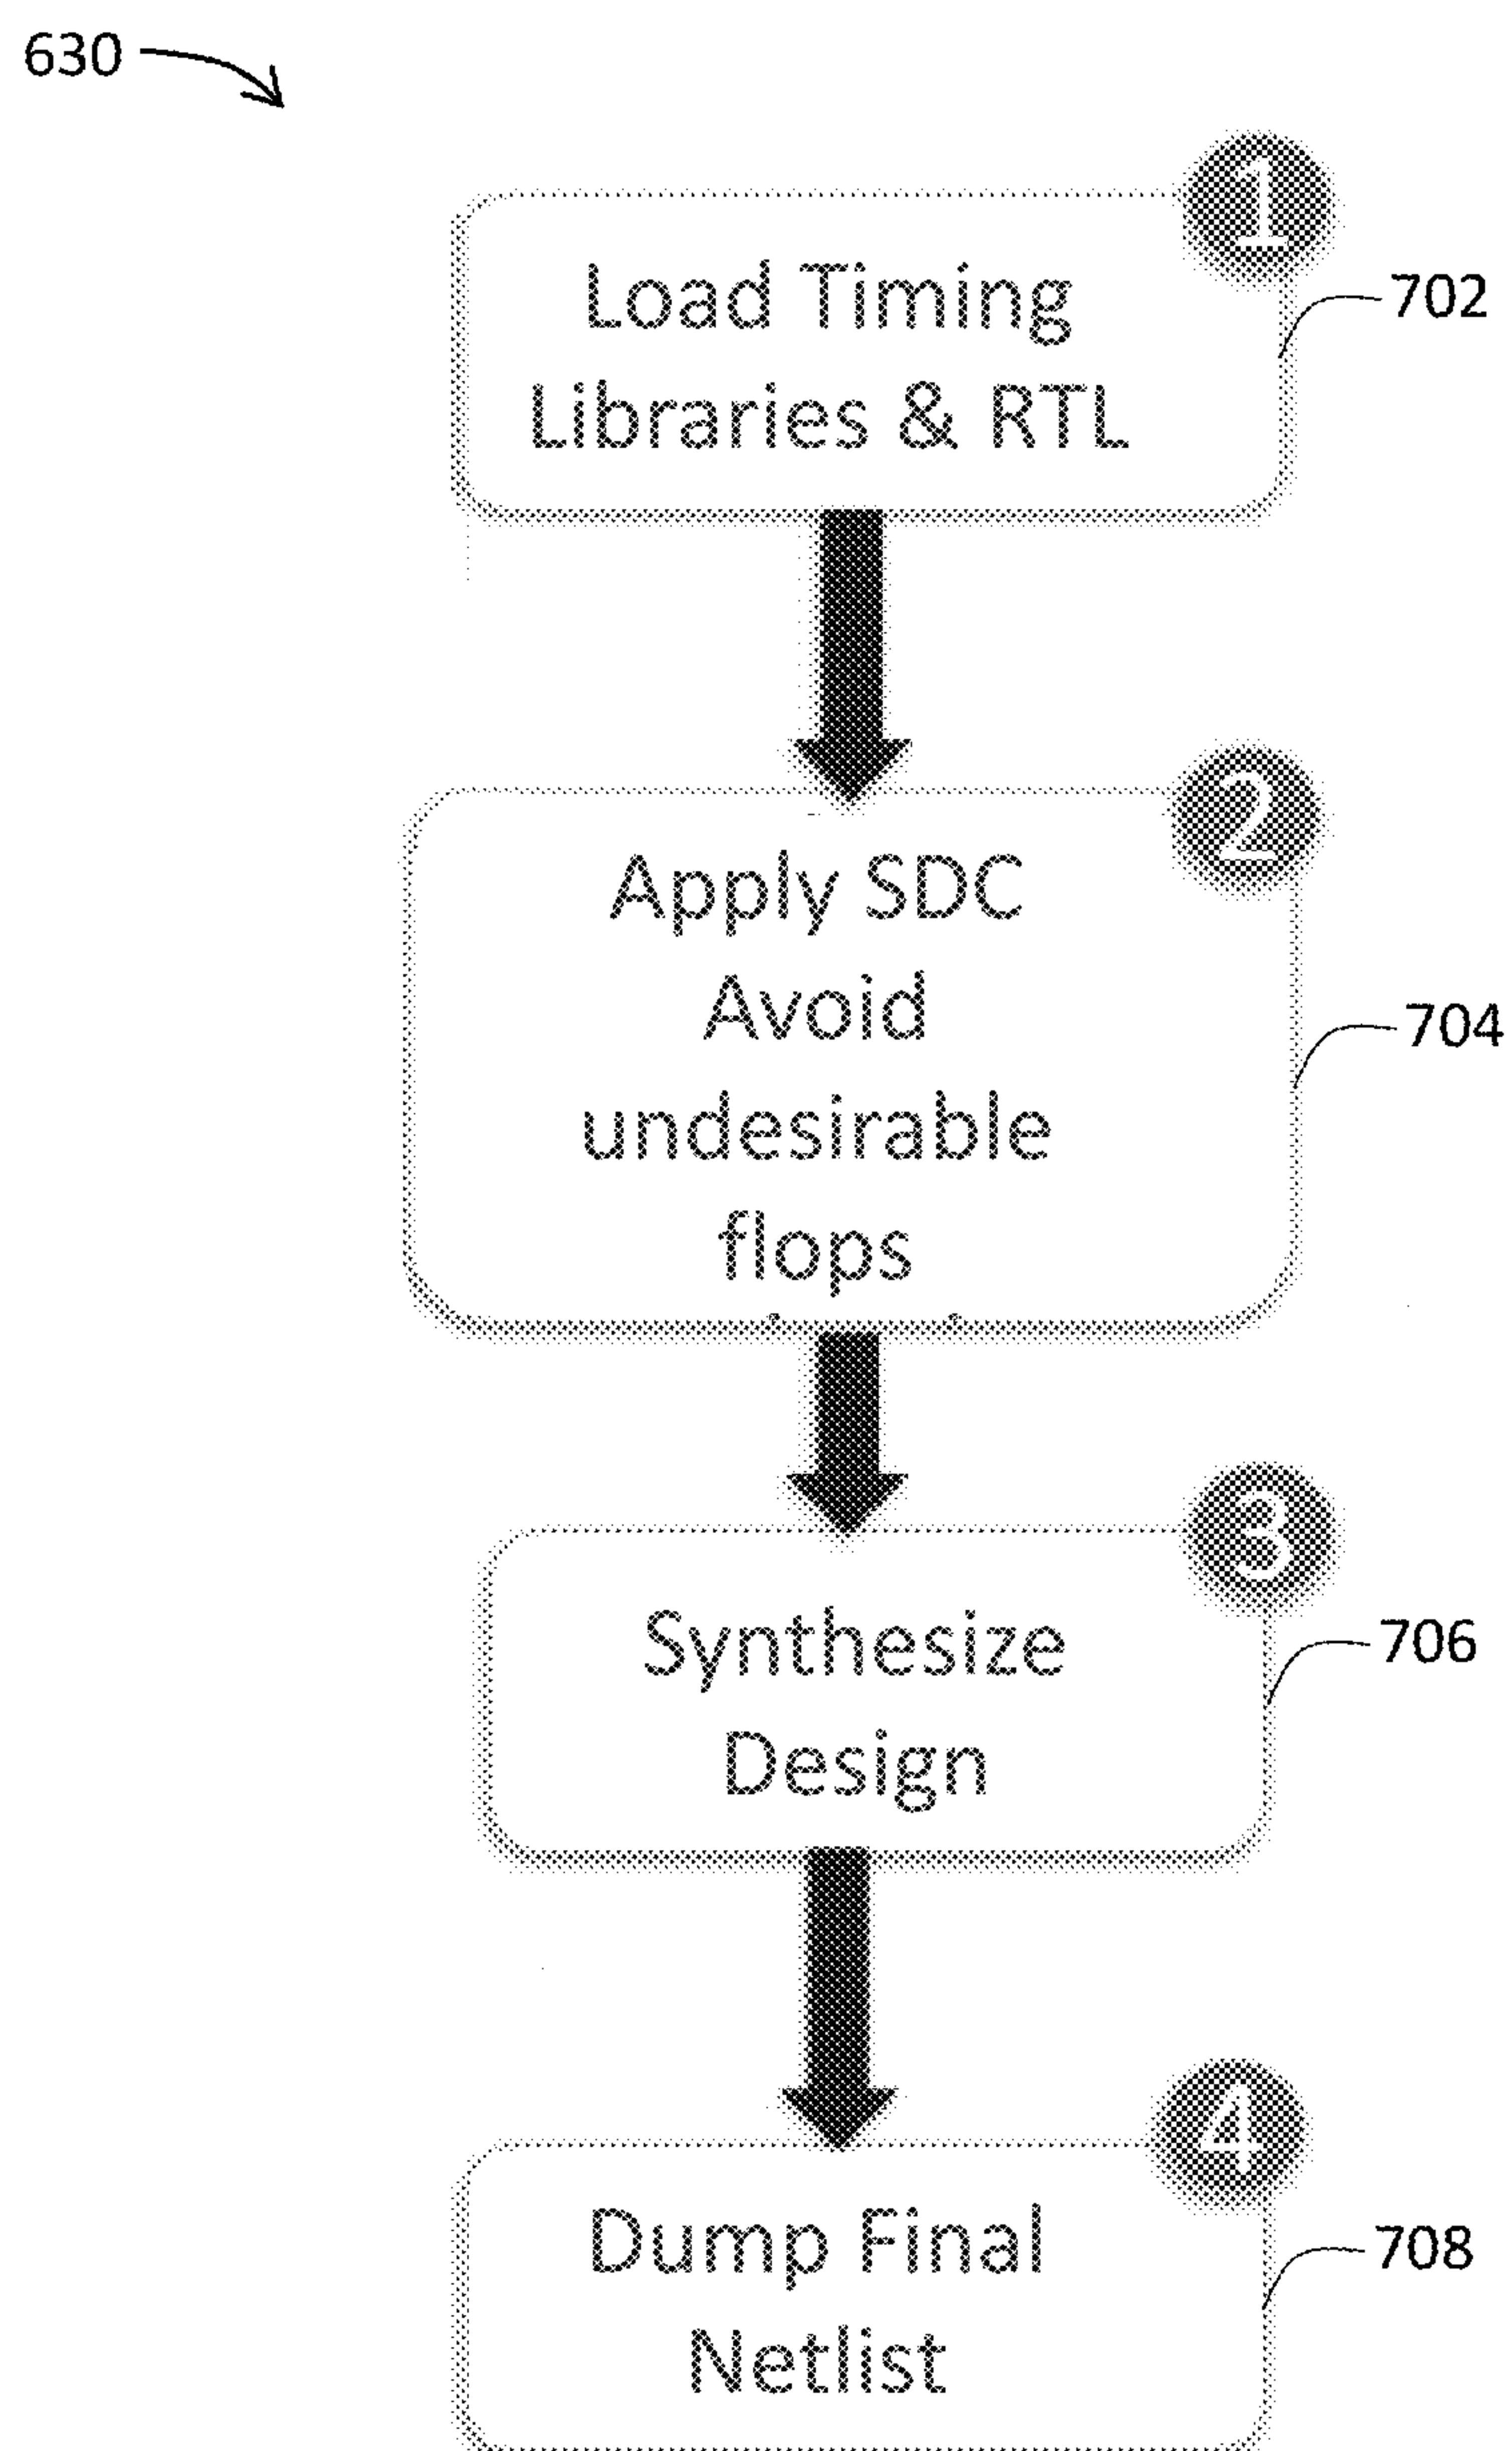 630
1
Load Timing
Libraries & RTL
702
2
Apply SDC
Avoid
undesirable
flops
704
3
Synthesize
Design
706
4
Dump Final
Netlist
708